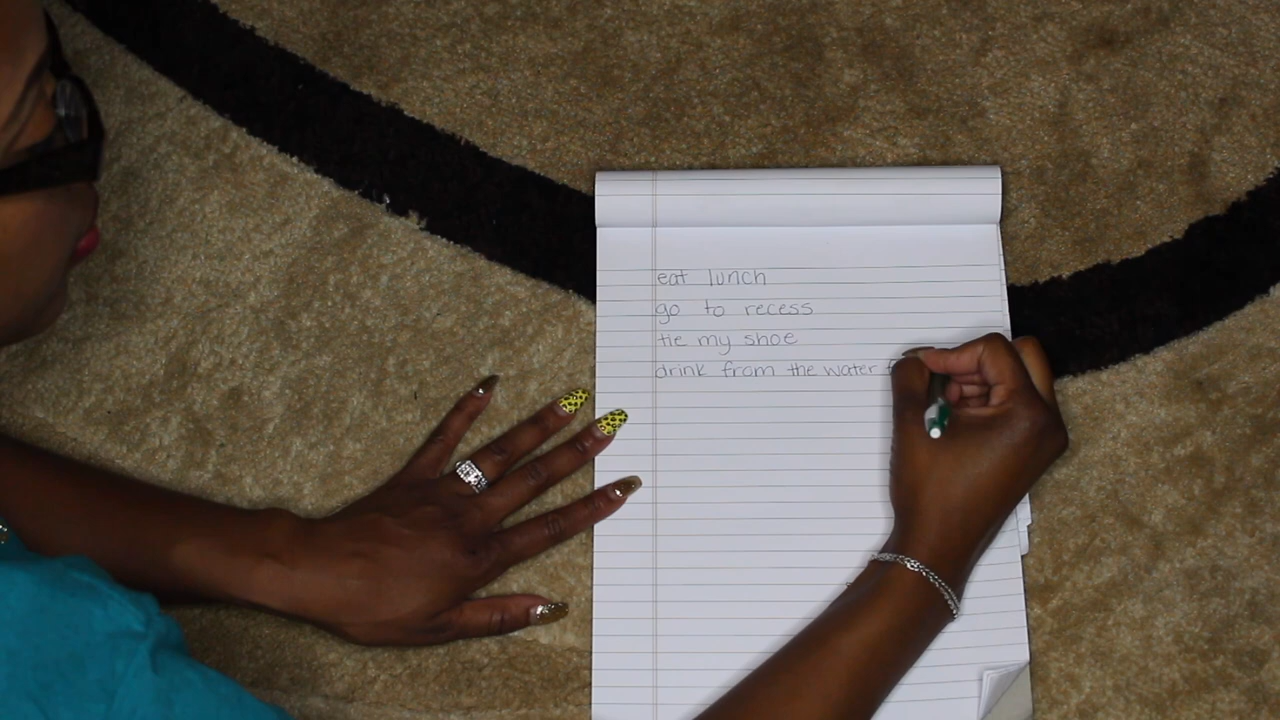 eat lunch
go to recess
tie my shoe
drink from the water f